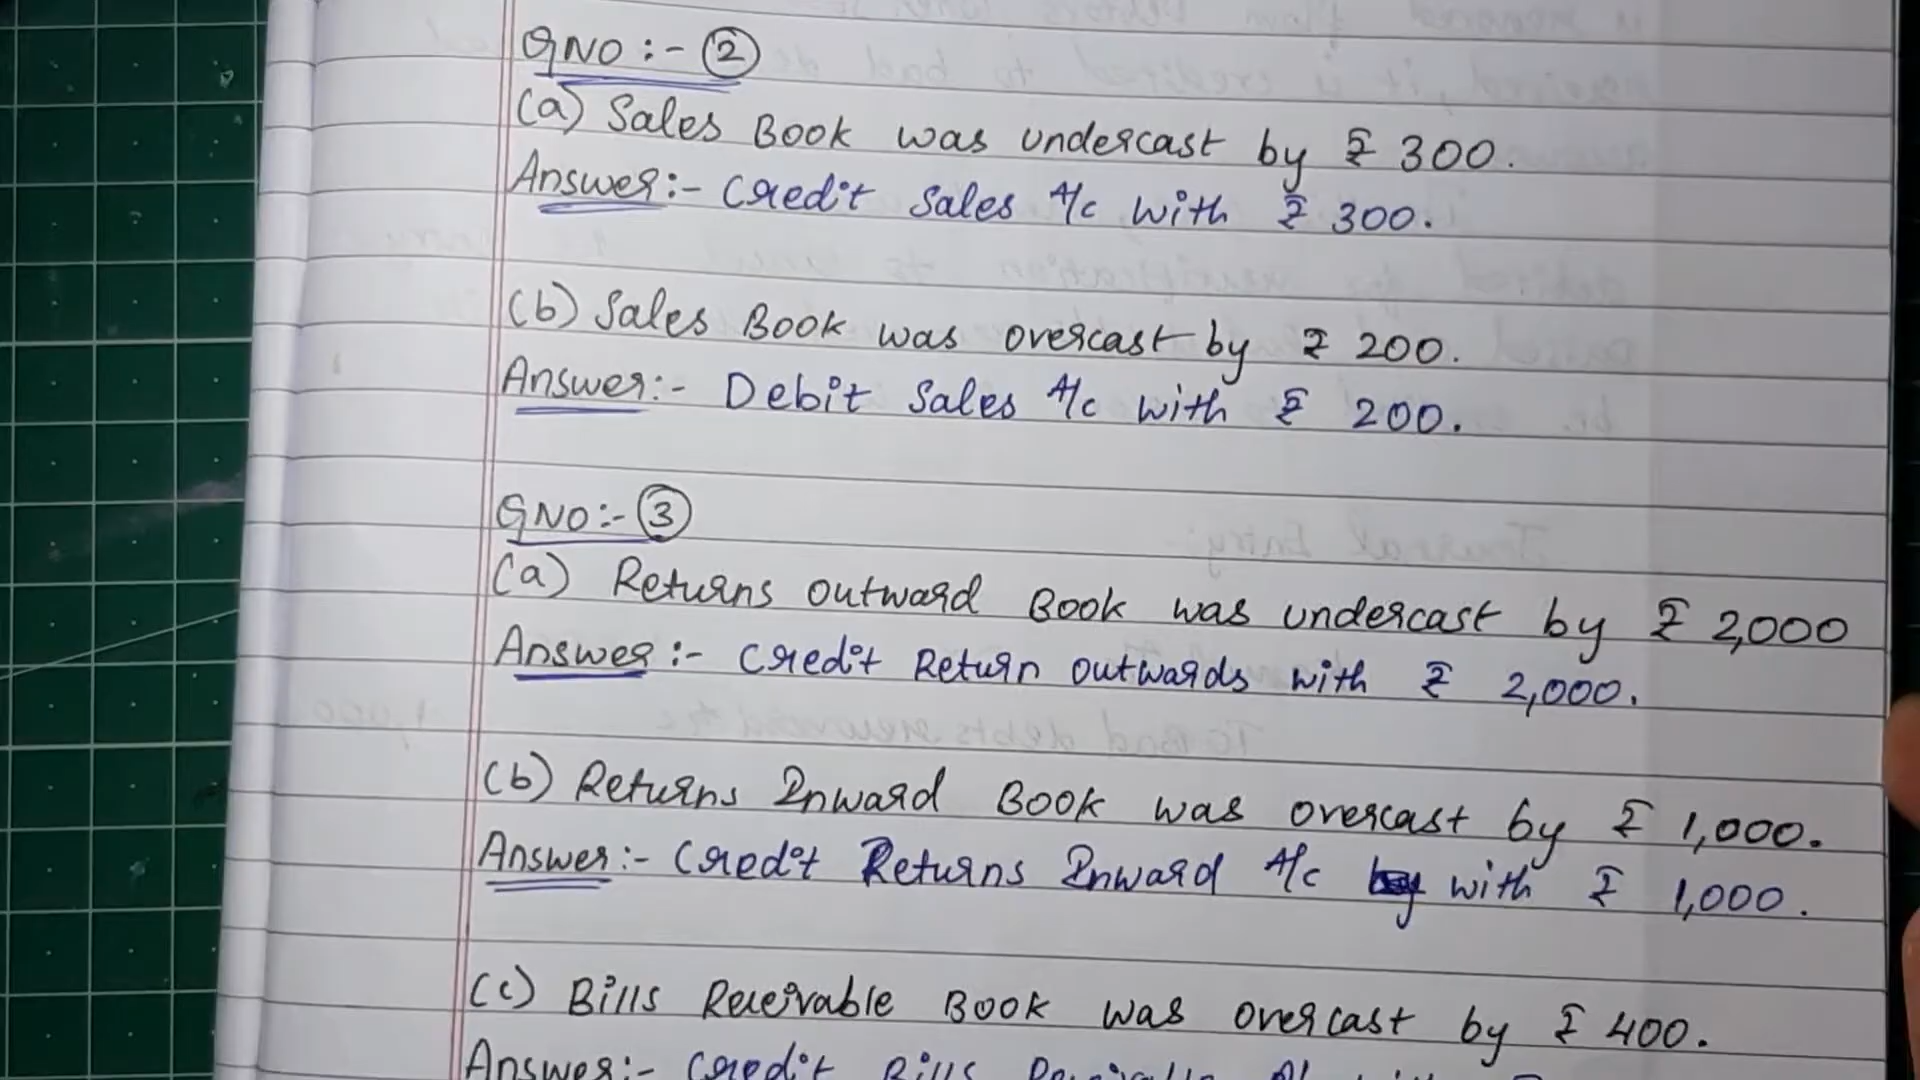 QNO :- 2
(a) Sales Book was undercast by ₹ 300.
Answer:- Credit Sales A/c with ₹ 300.
(b) Sales Book was overcast by ₹ 200.
Answer:- Debit Sales A/c with ₹ 200.
QNO:- 3
(a) Returns outward Book was undercast by ₹ 2,000
Answer :- Credit Return outwards with ₹ 2,000.
(b) Returns Inward Book was overcast by ₹ 1,000.
Answer:- Credit Returns Inward A/c with ₹ 1,000.
(c) Bills Receivable Book was overcast by ₹ 400.
Answer:- Credit Bills